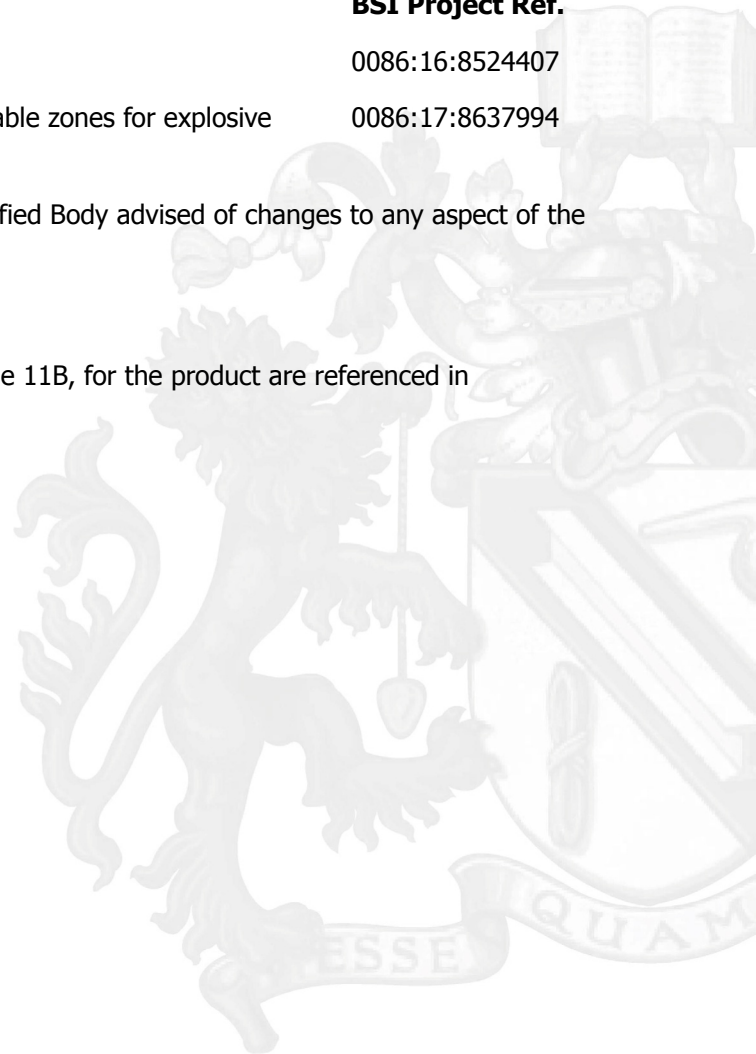 BSI Project Ref.
0086:16:8524407
able zones for explosive 0086:17:8637994
fied Body advised of changes to any aspect of the
e 11B, for the product are referenced in
ESSE QUAM